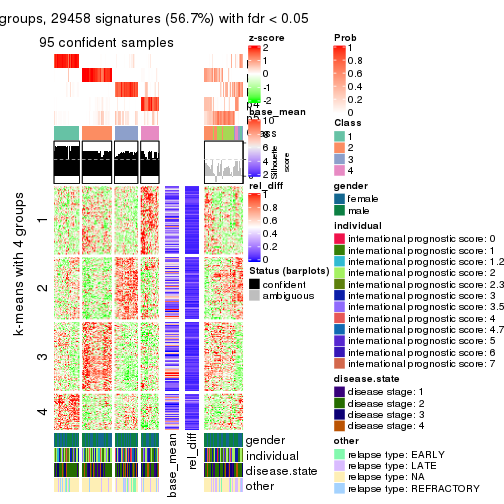 groups, 29458 signatures (56.7%) with fdr < 0.05
95 confident samples
k-means with 4 groups
1
2
3
4
base_mean
rel_diff
gender
individual
disease.state
other
Silhouette
score
z-score
2
1
0
-1
-2
base_mean
10
8
6
4
2
rel_diff
1
0.8
0.6
0.4
0.2
0
Status (barplots)
confident
ambiguous
Prob
1
0.8
0.6
0.4
0.2
0
Class
1
2
3
4
gender
female
male
individual
international prognostic score: 0
international prognostic score: 1
international prognostic score: 1.2
international prognostic score: 2
international prognostic score: 2.3
international prognostic score: 3
international prognostic score: 3.5
international prognostic score: 4
international prognostic score: 4.7
international prognostic score: 5
international prognostic score: 6
international prognostic score: 7
disease.state
disease stage: 1
disease stage: 2
disease stage: 3
disease stage: 4
other
relapse type: EARLY
relapse type: LATE
relapse type: NA
relapse type: REFRACTORY